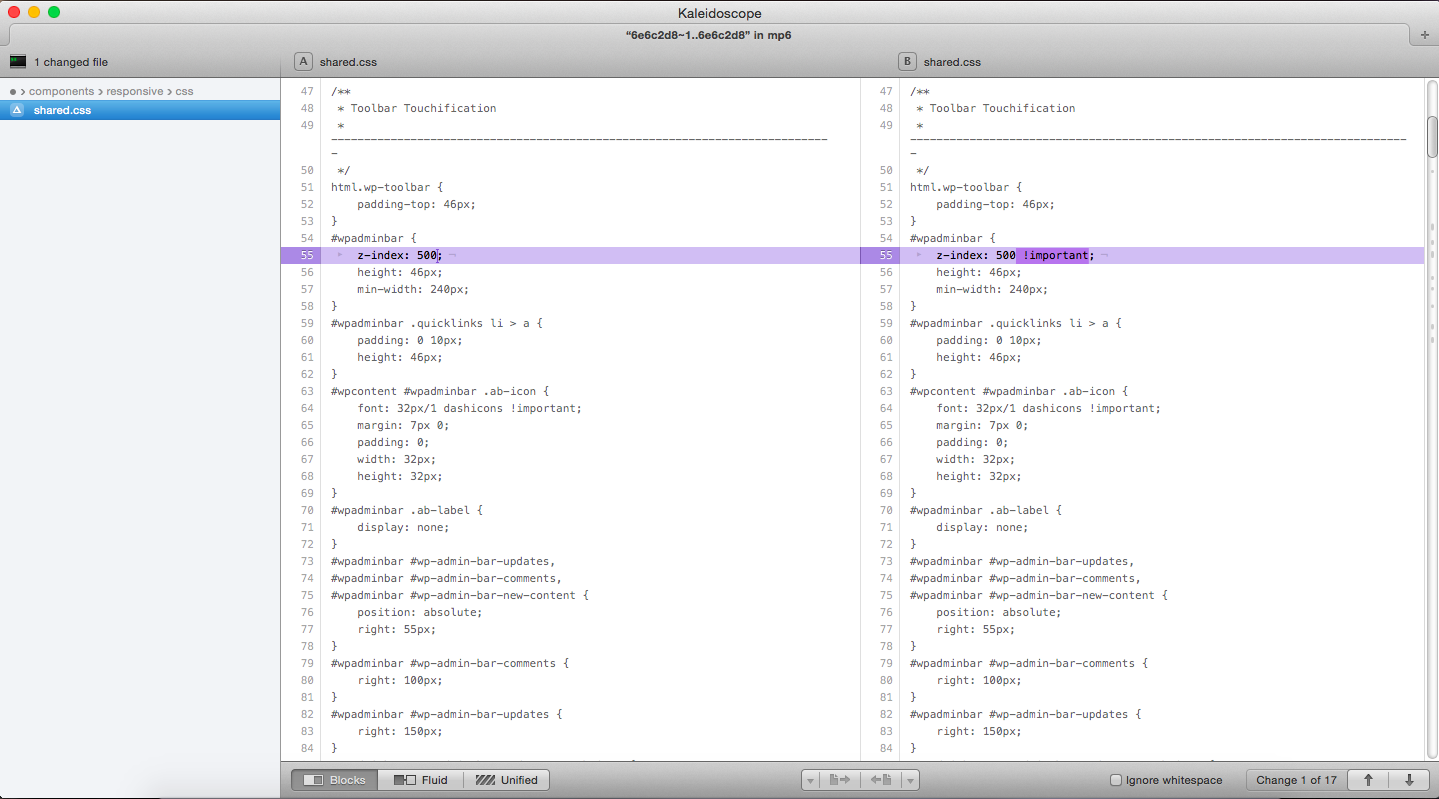 Kaleidoscope
“6e6c2d8~1..6e6c2d8” in mp6
+
1 changed file
A shared.css
B shared.css
● › components › responsive › css
shared.css
47 /**
48 * Toolbar Touchification
49 *
---------------------------------------------------------------------------
-
50 */
51 html.wp-toolbar {
52 padding-top: 46px;
53 }
54 #wpadminbar {
55 z-index: 500; ¬
56 height: 46px;
57 min-width: 240px;
58 }
59 #wpadminbar .quicklinks li > a {
60 padding: 0 10px;
61 height: 46px;
62 }
63 #wpcontent #wpadminbar .ab-icon {
64 font: 32px/1 dashicons !important;
65 margin: 7px 0;
66 padding: 0;
67 width: 32px;
68 height: 32px;
69 }
70 #wpadminbar .ab-label {
71 display: none;
72 }
73 #wpadminbar #wp-admin-bar-updates,
74 #wpadminbar #wp-admin-bar-comments,
75 #wpadminbar #wp-admin-bar-new-content {
76 position: absolute;
77 right: 55px;
78 }
79 #wpadminbar #wp-admin-bar-comments {
80 right: 100px;
81 }
82 #wpadminbar #wp-admin-bar-updates {
83 right: 150px;
84 }
47 /**
48 * Toolbar Touchification
49 *
---------------------------------------------------------------------------
-
50 */
51 html.wp-toolbar {
52 padding-top: 46px;
53 }
54 #wpadminbar {
55 z-index: 500 !important; ¬
56 height: 46px;
57 min-width: 240px;
58 }
59 #wpadminbar .quicklinks li > a {
60 padding: 0 10px;
61 height: 46px;
62 }
63 #wpcontent #wpadminbar .ab-icon {
64 font: 32px/1 dashicons !important;
65 margin: 7px 0;
66 padding: 0;
67 width: 32px;
68 height: 32px;
69 }
70 #wpadminbar .ab-label {
71 display: none;
72 }
73 #wpadminbar #wp-admin-bar-updates,
74 #wpadminbar #wp-admin-bar-comments,
75 #wpadminbar #wp-admin-bar-new-content {
76 position: absolute;
77 right: 55px;
78 }
79 #wpadminbar #wp-admin-bar-comments {
80 right: 100px;
81 }
82 #wpadminbar #wp-admin-bar-updates {
83 right: 150px;
84 }
Blocks Fluid Unified Ignore whitespace Change 1 of 17